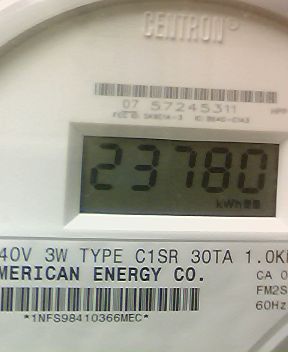 CENTRON
07 57245311
23780
kWh
40V 3W TYPE C1SR 30TA 1.0K
MERICAN ENERGY CO.
CA 0
FM2S
60Hz
*1NFS98410366MEC*